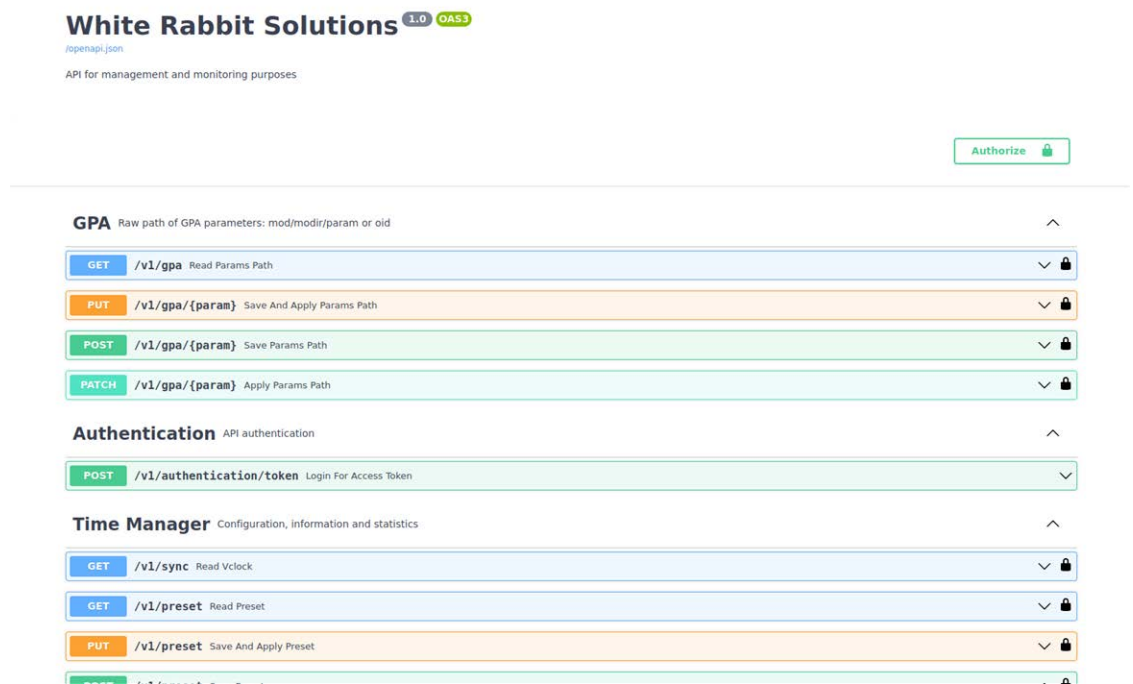 White Rabbit Solutions 1.0 OAS3
/openapi.json
API for management and monitoring purposes
Authorize
GPA Raw path of GPA parameters: mod/modir/param or oid
GET /v1/gpa Read Params Path
PUT /v1/gpa/{param} Save And Apply Params Path
POST /v1/gpa/{param} Save Params Path
PATCH /v1/gpa/{param} Apply Params Path
Authentication API authentication
POST /v1/authentication/token Login For Access Token
Time Manager Configuration, information and statistics
GET /v1/sync Read Vclock
GET /v1/preset Read Preset
PUT /v1/preset Save And Apply Preset